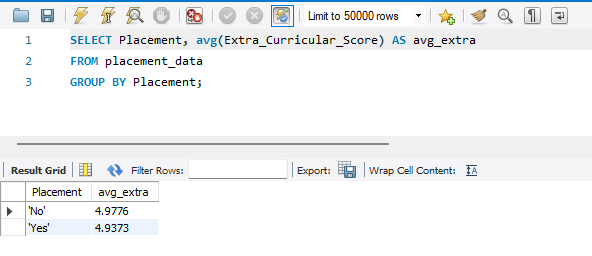 Limit to 50000 rows
1 SELECT Placement, avg(Extra_Curricular_Score) AS avg_extra
2 FROM placement_data
3 GROUP BY Placement;
Result Grid Filter Rows: Export: Wrap Cell Content: IA
Placement avg_extra
'No' 4.9776
'Yes' 4.9373